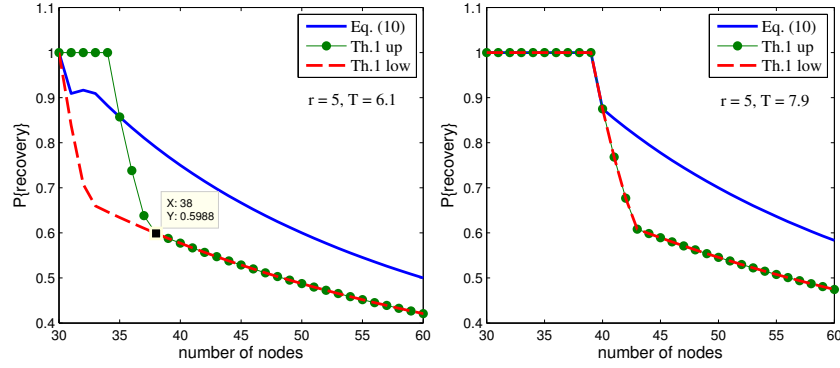 1.1
1
0.9
0.8
0.7
0.6
0.5
0.4
P{recovery}
30
35
40
45
50
55
60
number of nodes
Eq. (10)
Th.1 up
Th.1 low
r = 5, T = 6.1
X: 38
Y: 0.5988
1.1
1
0.9
0.8
0.7
0.6
0.5
0.4
P{recovery}
30
35
40
45
50
55
60
number of nodes
Eq. (10)
Th.1 up
Th.1 low
r = 5, T = 7.9